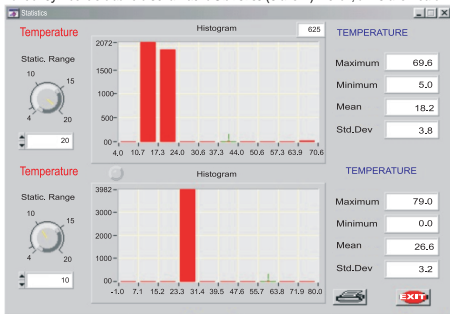 Statistics
Temperature
Histogram
625
TEMPERATURE
Static. Range
10
15
4
20
20
2072
1500
1000
500
00
4.0 10.7 17.3 24.0 30.6 37.3 44.0 50.6 57.3 63.9 70.6
Maximum 69.6
Minimum 5.0
Mean 18.2
Std.Dev 3.8
Temperature
Histogram
TEMPERATURE
Static. Range
10
15
4
20
10
3982
3000
2000
1000
00
-1.0 7.1 15.2 23.3 31.4 39.5 47.6 55.7 63.8 71.9 80.0
Maximum 79.0
Minimum 0.0
Mean 26.6
Std.Dev 3.2
EXIT